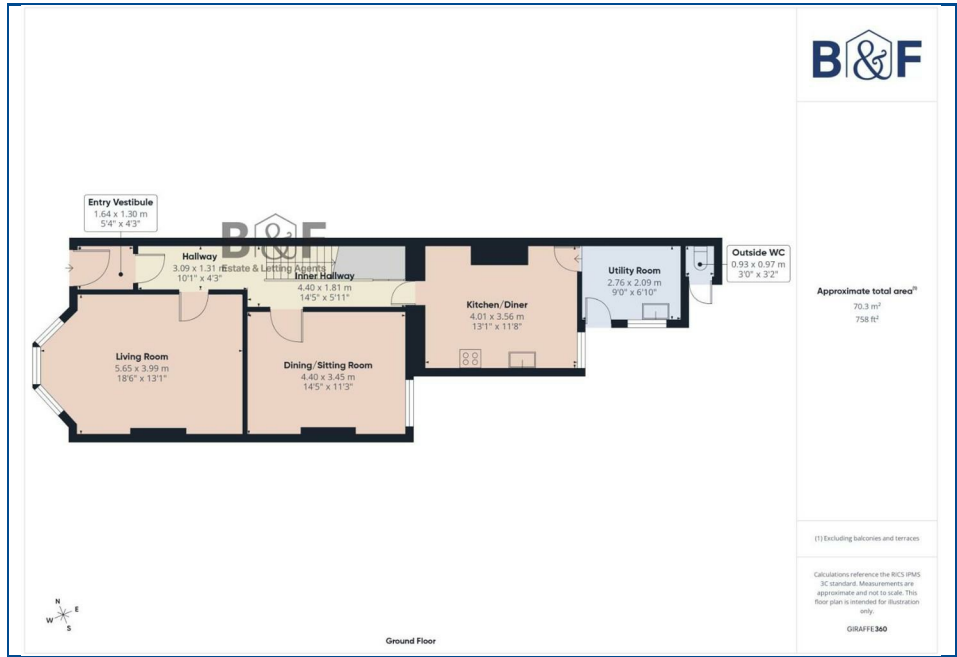 B&F
Entry Vestibule
1.64 x 1.30 m
5'4" x 4'3"
B&F
Estate & Letting Agents
Hallway
3.09 x 1.31 m
10'1" x 4'3"
Inner Hallway
4.40 x 1.81 m
14'5" x 5'11"
Utility Room
2.76 x 2.09 m
9'0" x 6'10"
Outside WC
0.93 x 0.97 m
3'0" x 3'2"
Kitchen/Diner
4.01 x 3.56 m
13'1" x 11'8"
Living Room
5.65 x 3.99 m
18'6" x 13'1"
Dining/Sitting Room
4.40 x 3.45 m
14'5" x 11'3"
Approximate total area(1)
70.3 m²
758 ft²
(1) Excluding balconies and terraces
Calculations reference the RICS IPMS
3C standard. Measurements are
approximate and not to scale. This
floor plan is intended for illustration
only.
GIRAFFE360
N
E
W
S
Ground Floor